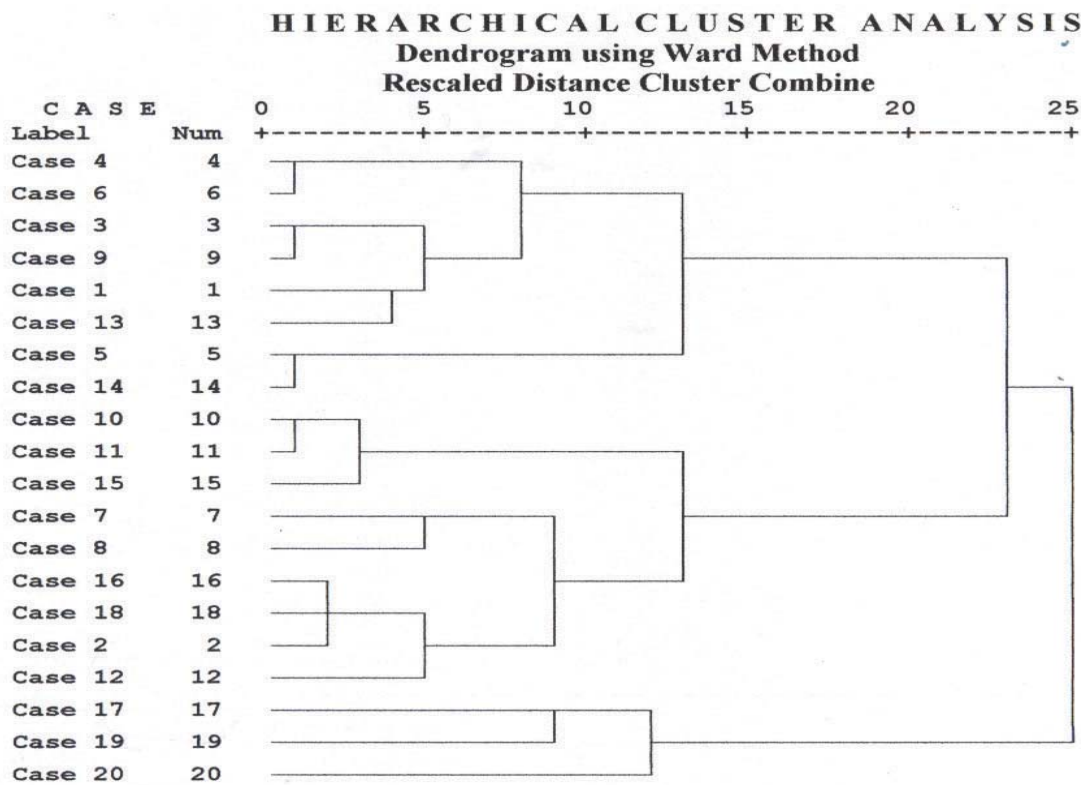 HIERARCHICAL CLUSTER ANALYSIS
Dendrogram using Ward Method
Rescaled Distance Cluster Combine
C A S E 0 5 10 15 20 25
Label Num
Case 4 4
Case 6 6
Case 3 3
Case 9 9
Case 1 1
Case 13 13
Case 5 5
Case 14 14
Case 10 10
Case 11 11
Case 15 15
Case 7 7
Case 8 8
Case 16 16
Case 18 18
Case 2 2
Case 12 12
Case 17 17
Case 19 19
Case 20 20